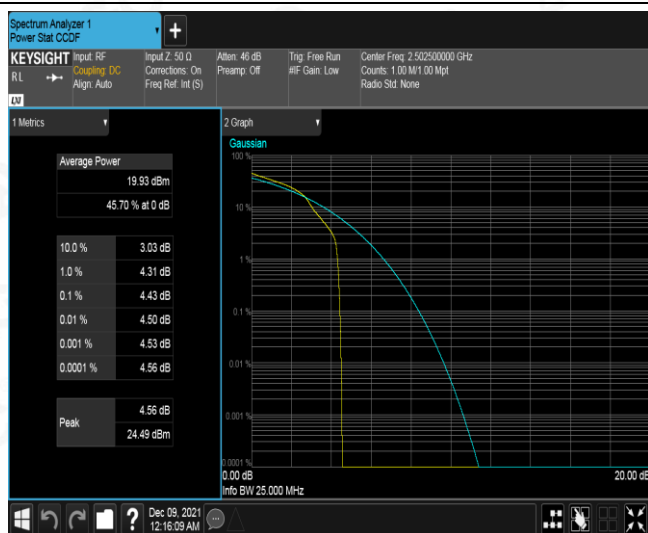 Spectrum Analyzer 1
Power Stat CCDF
+
KEYSIGHT
RL
LXI
Input: RF
Coupling: DC
Align: Auto
Input Z: 50 Ω
Corrections: On
Freq Ref: Int (S)
Atten: 46 dB
Preamp: Off
Trig: Free Run
#IF Gain: Low
Center Freq: 2.502500000 GHz
Counts: 1.00 M/1.00 Mpt
Radio Std: None
1 Metrics
Average Power
19.93 dBm
45.70 % at 0 dB
10.0 % 3.03 dB
1.0 % 4.31 dB
0.1 % 4.43 dB
0.01 % 4.50 dB
0.001 % 4.53 dB
0.0001 % 4.56 dB
Peak
4.56 dB
24.49 dBm
2 Graph
Gaussian
100 %
10 %
1 %
0.1 %
0.01 %
0.001 %
0.0001 %
0.00 dB
20.00 dB
Info BW 25.000 MHz
?
Dec 09, 2021
12:16:09 AM